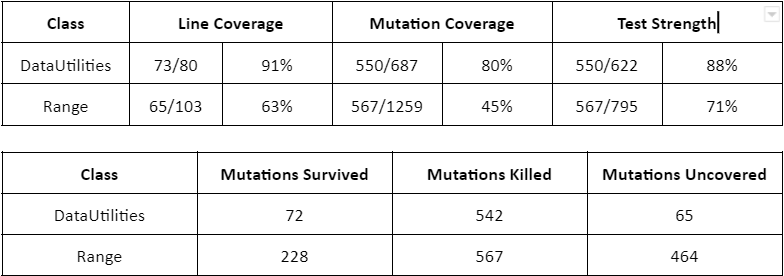 Class Line Coverage Mutation Coverage Test Strength
DataUtilities 73/80 91% 550/687 80% 550/622 88%
Range 65/103 63% 567/1259 45% 567/795 71%
Class Mutations Survived Mutations Killed Mutations Uncovered
DataUtilities 72 542 65
Range 228 567 464